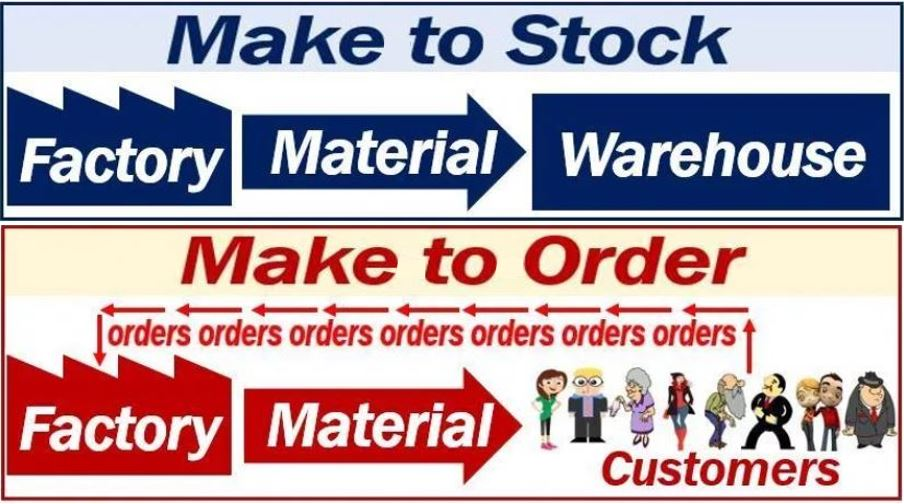 Make to Stock
Factory Material Warehouse
Make to Order
orders orders orders orders orders orders orders
Factory Material
Customers